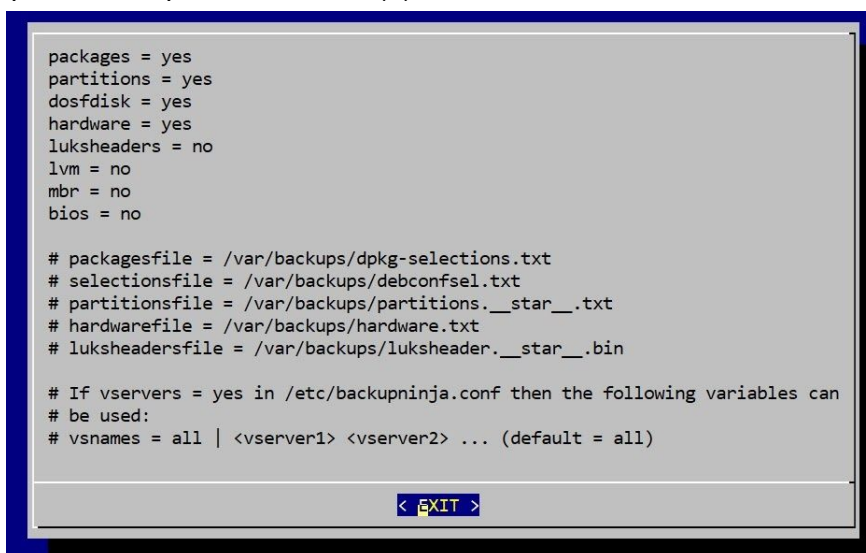 packages = yes
partitions = yes
dosfdisk = yes
hardware = yes
luksheaders = no
lvm = no
mbr = no
bios = no
# packagesfile = /var/backups/dpkg-selections.txt
# selectionsfile = /var/backups/debconfsel.txt
# partitionsfile = /var/backups/partitions.__star__.txt
# hardwarefile = /var/backups/hardware.txt
# luksheadersfile = /var/backups/luksheader.__star__.bin
# If vservers = yes in /etc/backupninja.conf then the following variables can
# be used:
# vsnames = all | <vserver1> <vserver2> ... (default = all)
< EXIT >